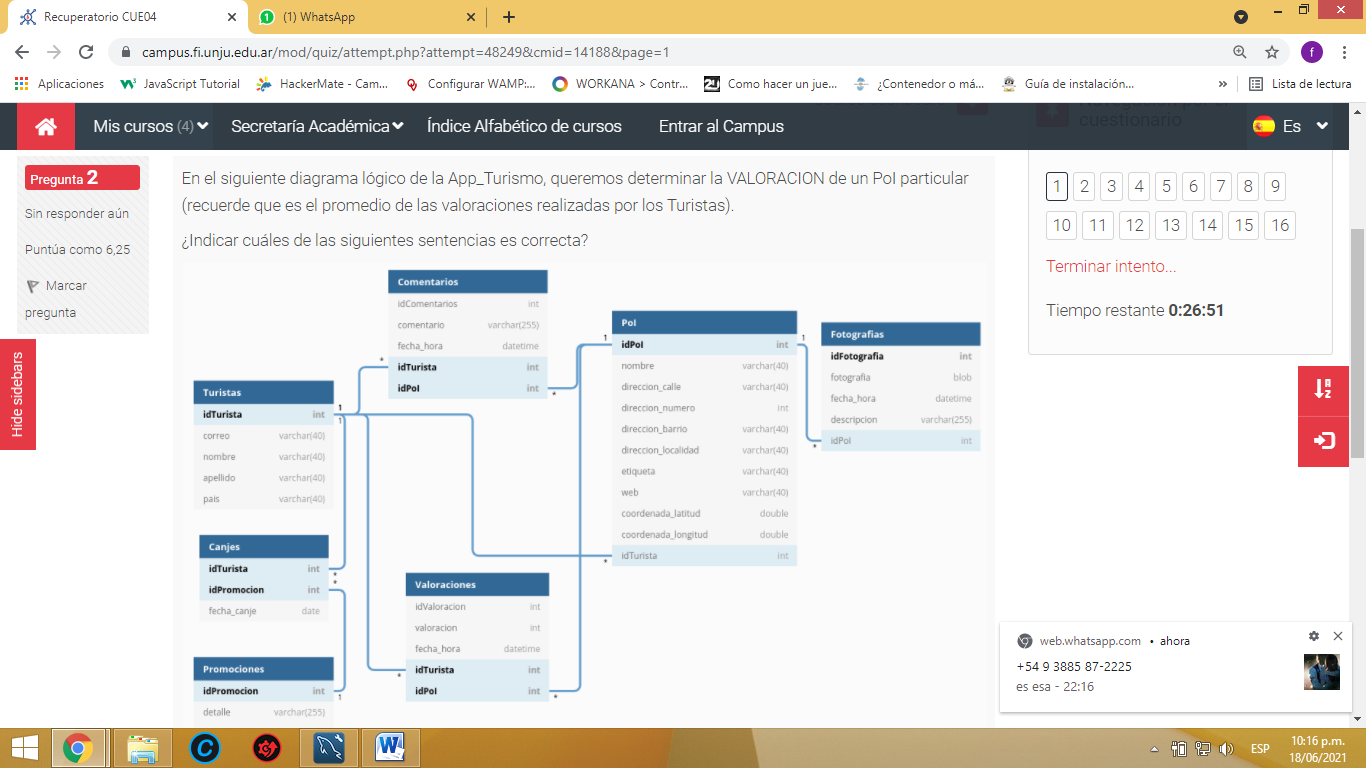 Recuperatorio CUE04
(1) WhatsApp
campus.fi.unju.edu.ar/mod/quiz/attempt.php?attempt=48249&cmid=14188&page=1
f
Aplicaciones
JavaScript Tutorial
HackerMate - Cam...
Configurar WAMP:...
WORKANA > Contr...
Como hacer un jue...
¿Contenedor o má...
Guía de instalación...
»
Lista de lectura
Mis cursos (4)
Secretaría Académica
Índice Alfabético de cursos
Entrar al Campus
cuestionario
Es
Pregunta 2
Sin responder aún
Puntúa como 6,25
Marcar
pregunta
Hide sidebars
En el siguiente diagrama lógico de la App_Turismo, queremos determinar la VALORACION de un PoI particular
(recuerde que es el promedio de las valoraciones realizadas por los Turistas).
¿Indicar cuáles de las siguientes sentencias es correcta?
Comentarios
idComentarios int
comentario varchar(255)
fecha_hora datetime
* idTurista int
idPoI int *
Turistas
idTurista int 1
1
correo varchar(40)
nombre varchar(40)
apellido varchar(40)
pais varchar(40)
Canjes
idTurista int *
idPromocion int *
fecha_canje date
Promociones
idPromocion int 1
detalle varchar(255)
Valoraciones
idValoracion int
valoracion int
fecha_hora datetime
* idTurista int
idPoI int *
PoI
1 idPoI int 1
nombre varchar(40)
direccion_calle varchar(40)
direccion_numero int
direccion_barrio varchar(40)
direccion_localidad varchar(40)
etiqueta varchar(40)
web varchar(40)
coordenada_latitud double
coordenada_longitud double
* idTurista int
Fotografias
idFotografia int
fotografia blob
fecha_hora datetime
descripcion varchar(255)
* idPoI int
1 2 3 4 5 6 7 8 9
10 11 12 13 14 15 16
Terminar intento...
Tiempo restante 0:26:51
web.whatsapp.com • ahora
+54 9 3885 87-2225
es esa - 22:16
ESP
10:16 p.m.
18/06/2021